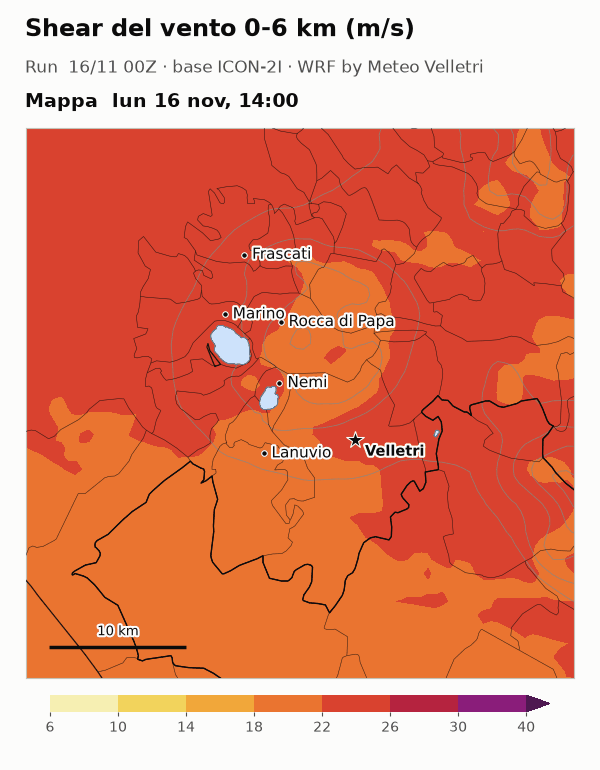 Shear del vento 0-6 km (m/s)
Run  16/11 00Z · base ICON-2I · WRF by Meteo Velletri
Mappa  lun 16 nov, 14:00
Frascati
Marino
Rocca di Papa
Nemi
Velletri
Lanuvio
10 km
6 10 14 18 22 26 30 40